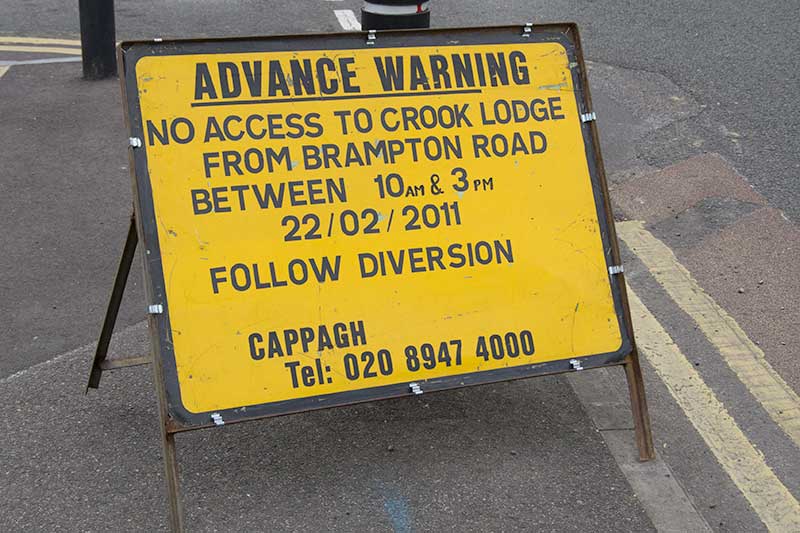 ADVANCE WARNING
NO ACCESS TO CROOK LODGE
FROM BRAMPTON ROAD
BETWEEN 10AM & 3PM
22/02/2011
FOLLOW DIVERSION
CAPPAGH
Tel: 020 8947 4000